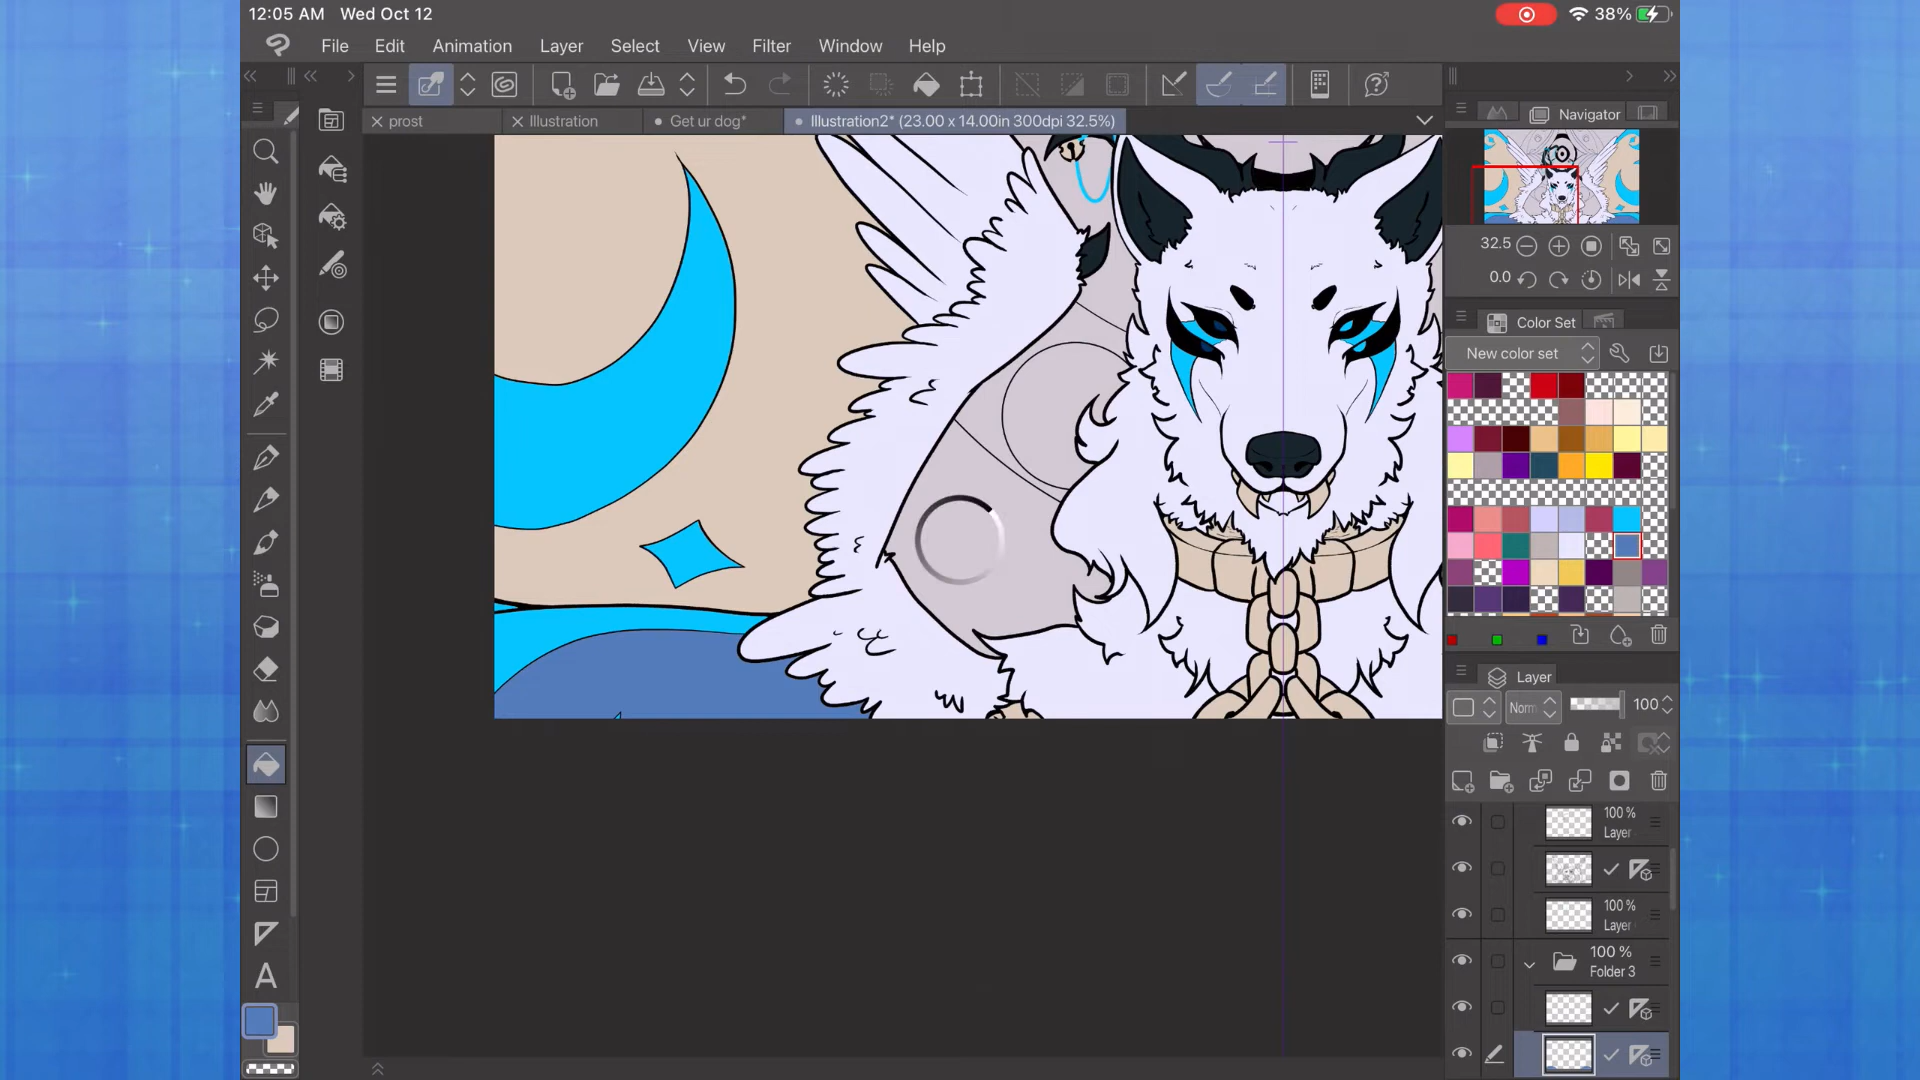 12:05 AM Wed Oct 12
38%
File Edit Animation Layer Select View Filter Window Help
prost
Illustration
Get ur dog*
Illustration2* (23.00 x 14.00in 300dpi 32.5%)
Navigator
32.5
0.0
Color Set
New color set
Layer
Norm
100
100 %
Layer
100 %
Layer
100 %
Folder 3